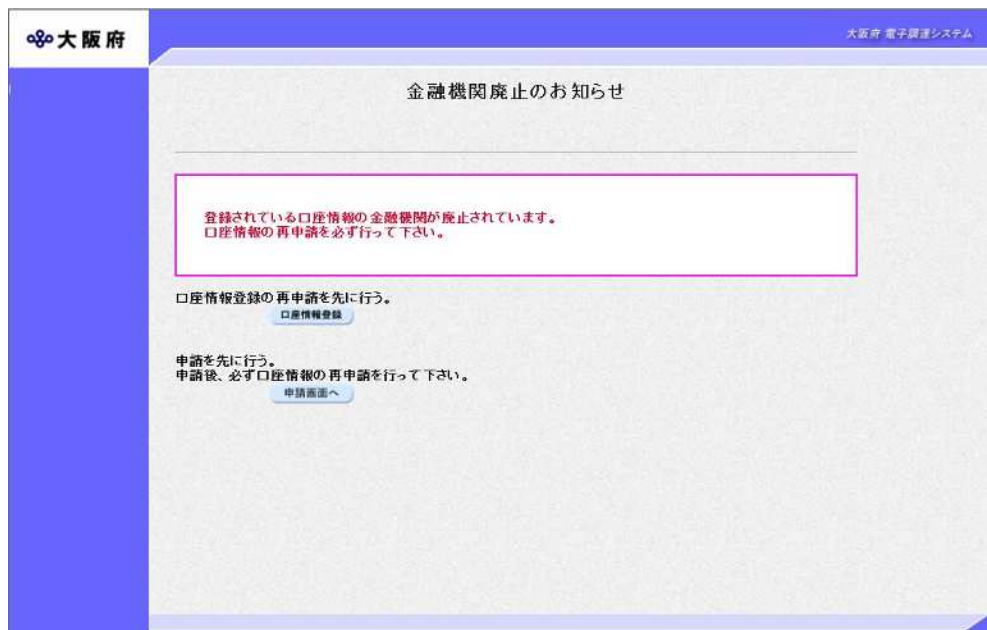 大阪府
大阪府 電子調達システム
金融機関廃止のお知らせ
登録されている口座情報の金融機関が廃止されています。
口座情報の再申請を必ず行って下さい。
口座情報登録の再申請を先に行う。
口座情報登録
申請を先に行う。
申請後、必ず口座情報の再申請を行って下さい。
申請画面へ